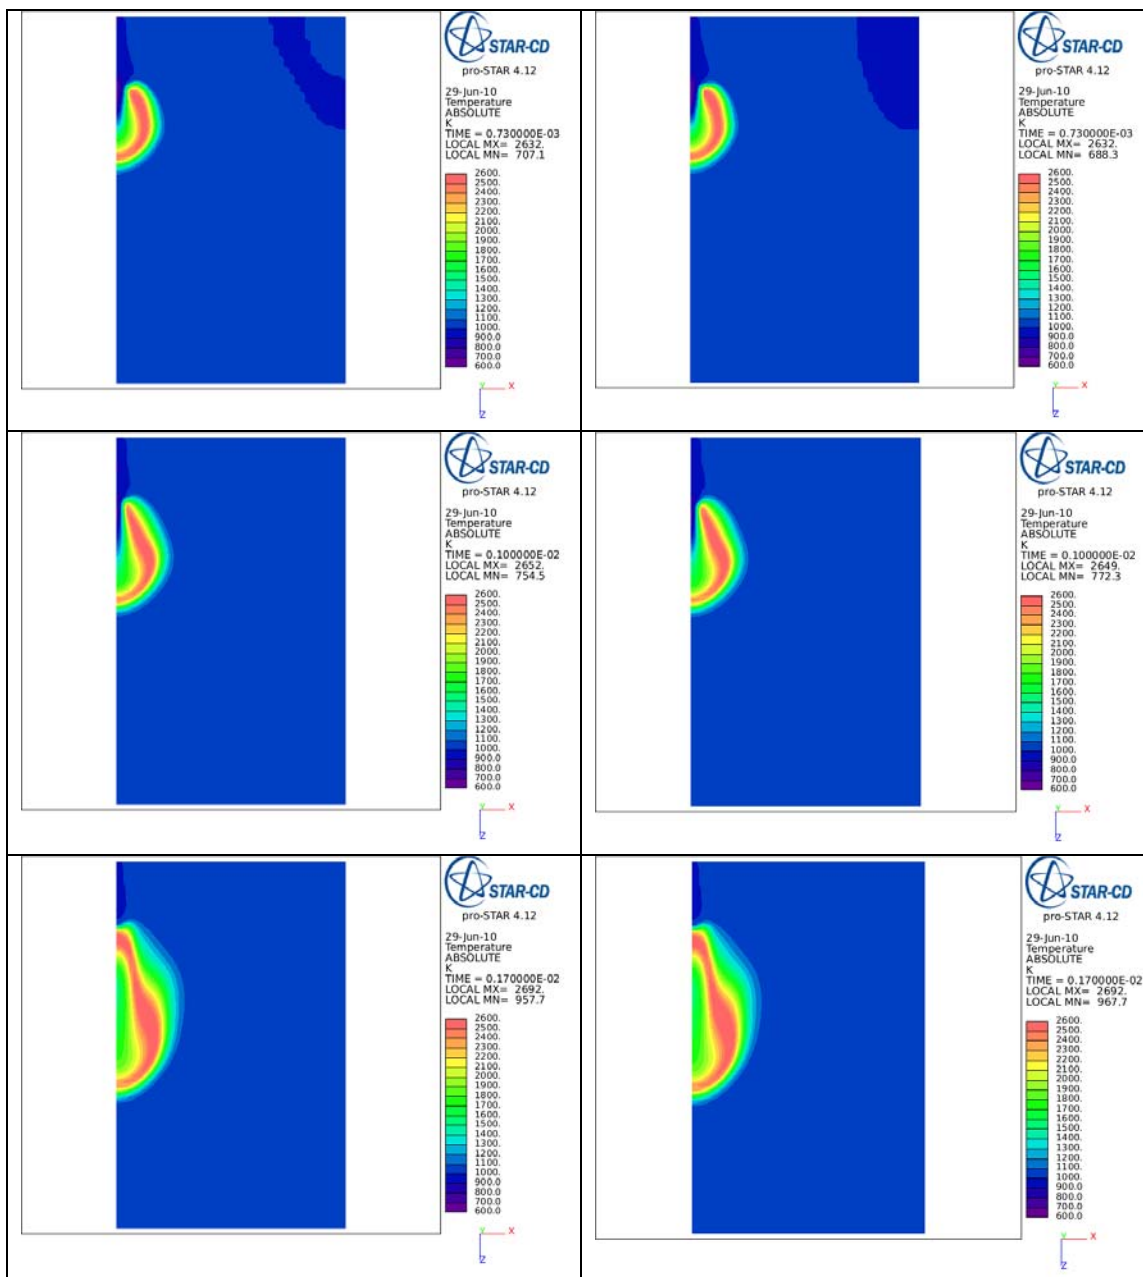 STAR-CD
pro-STAR 4.12
29-Jun-10
Temperature
ABSOLUTE
K
TIME = 0.730000E-03
LOCAL MX= 2632.
LOCAL MN= 707.1
2600.
2500.
2400.
2300.
2200.
2100.
2000.
1900.
1800.
1700.
1600.
1500.
1400.
1300.
1200.
1100.
1000.
900.0
800.0
700.0
600.0
Y
X
Z
STAR-CD
pro-STAR 4.12
29-Jun-10
Temperature
ABSOLUTE
K
TIME = 0.730000E-03
LOCAL MX= 2632.
LOCAL MN= 688.3
2600.
2500.
2400.
2300.
2200.
2100.
2000.
1900.
1800.
1700.
1600.
1500.
1400.
1300.
1200.
1100.
1000.
900.0
800.0
700.0
600.0
Y
X
Z
STAR-CD
pro-STAR 4.12
29-Jun-10
Temperature
ABSOLUTE
K
TIME = 0.100000E-02
LOCAL MX= 2652.
LOCAL MN= 754.5
2600.
2500.
2400.
2300.
2200.
2100.
2000.
1900.
1800.
1700.
1600.
1500.
1400.
1300.
1200.
1100.
1000.
900.0
800.0
700.0
600.0
Y
X
Z
STAR-CD
pro-STAR 4.12
29-Jun-10
Temperature
ABSOLUTE
K
TIME = 0.100000E-02
LOCAL MX= 2649.
LOCAL MN= 772.3
2600.
2500.
2400.
2300.
2200.
2100.
2000.
1900.
1800.
1700.
1600.
1500.
1400.
1300.
1200.
1100.
1000.
900.0
800.0
700.0
600.0
Y
X
Z
STAR-CD
pro-STAR 4.12
29-Jun-10
Temperature
ABSOLUTE
K
TIME = 0.170000E-02
LOCAL MX= 2692.
LOCAL MN= 957.7
2600.
2500.
2400.
2300.
2200.
2100.
2000.
1900.
1800.
1700.
1600.
1500.
1400.
1300.
1200.
1100.
1000.
900.0
800.0
700.0
600.0
Y
X
Z
STAR-CD
pro-STAR 4.12
29-Jun-10
Temperature
ABSOLUTE
K
TIME = 0.170000E-02
LOCAL MX= 2692.
LOCAL MN= 967.7
2600.
2500.
2400.
2300.
2200.
2100.
2000.
1900.
1800.
1700.
1600.
1500.
1400.
1300.
1200.
1100.
1000.
900.0
800.0
700.0
600.0
Y
X
Z